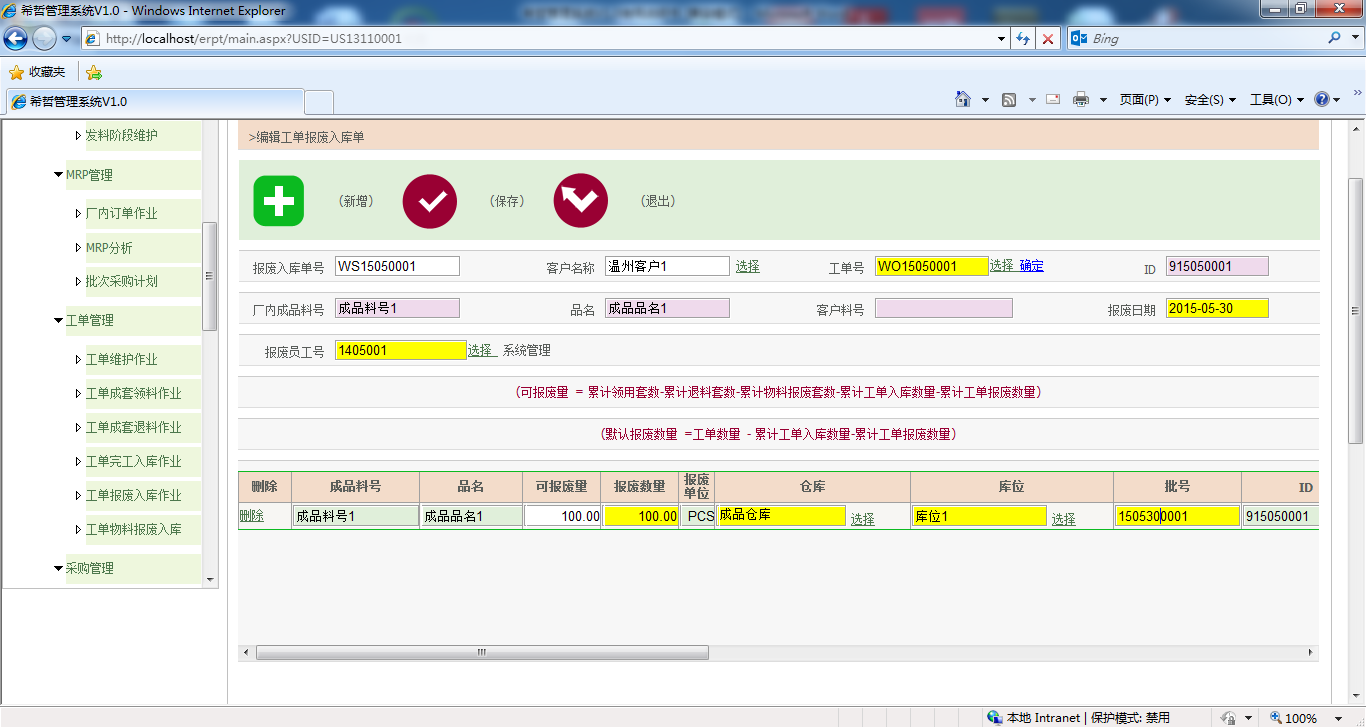 希哲管理系统V1.0 - Windows Internet Explorer
http://localhost/erpt/main.aspx?USID=US13110001
Bing
收藏夹
希哲管理系统V1.0
页面(P) 安全(S) 工具(O)
发料阶段维护
MRP管理
厂内订单作业
MRP分析
批次采购计划
工单管理
工单维护作业
工单成套领料作业
工单成套退料作业
工单完工入库作业
工单报废入库作业
工单物料报废入库
采购管理
>编辑工单报废入库单
（新增） （保存） （退出）
报废入库单号 WS15050001 客户名称 温州客户1 选择 工单号 WO15050001 选择 确定 ID 915050001
厂内成品料号 成品料号1 品名 成品品名1 客户料号 报废日期 2015-05-30
报废员工号 1405001 选择 系统管理
（可报废量 = 累计领用套数-累计退料套数-累计物料报废套数-累计工单入库数量-累计工单报废数量）
（默认报废数量 =工单数量 - 累计工单入库数量-累计工单报废数量）
删除 成品料号 品名 可报废量 报废数量 报废单位 仓库 库位 批号 ID
删除 成品料号1 成品品名1 100.00 100.00 PCS 成品仓库 选择 库位1 选择 1505300001 915050001
本地 Intranet | 保护模式: 禁用 100%